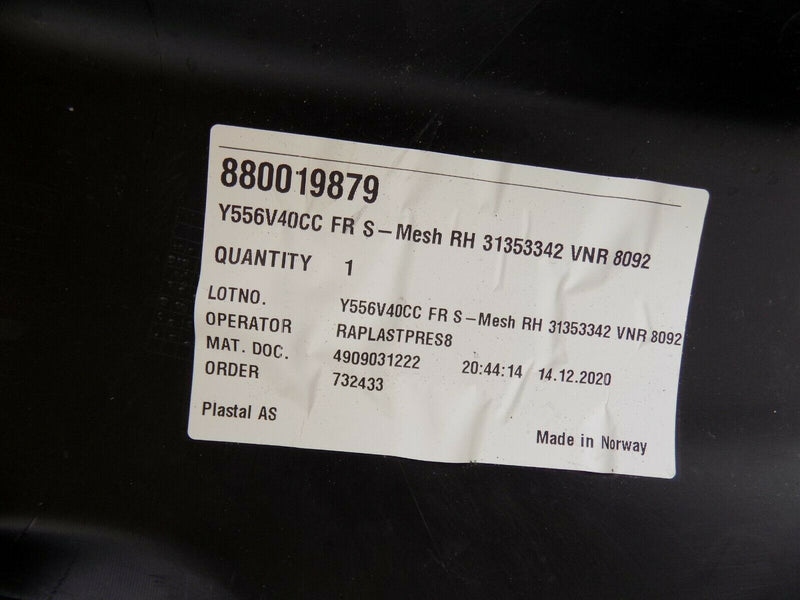 880019879
Y556V40CC FR S-Mesh RH 31353342 VNR 8092
QUANTITY 1
LOTNO. Y556V40CC FR S-Mesh RH 31353342 VNR 8092
OPERATOR RAPLASTPRES8
MAT. DOC. 4909031222 20:44:14 14.12.2020
ORDER 732433
Plastal AS Made in Norway